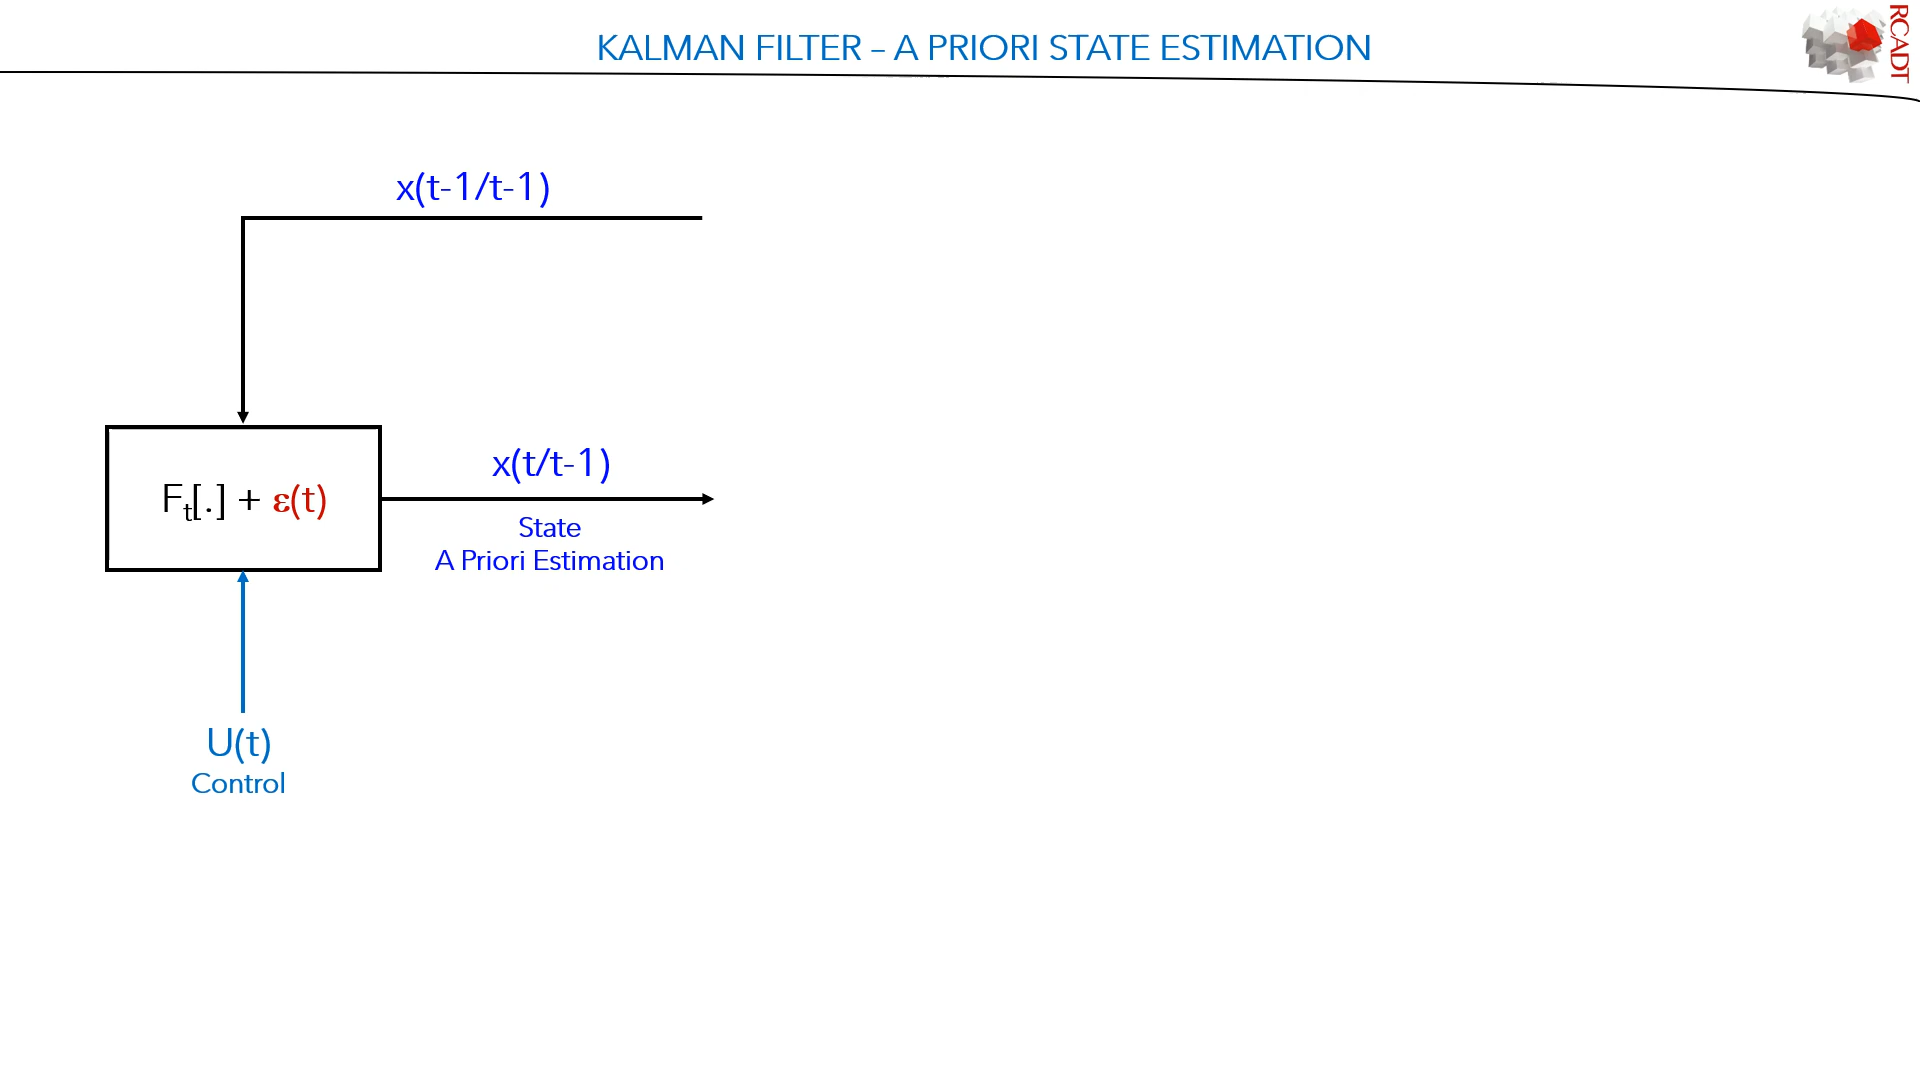 KALMAN FILTER – A PRIORI STATE ESTIMATION
RCADT
x(t-1/t-1)
Ft[.] + ε(t)
x(t/t-1)
State
A Priori Estimation
U(t)
Control